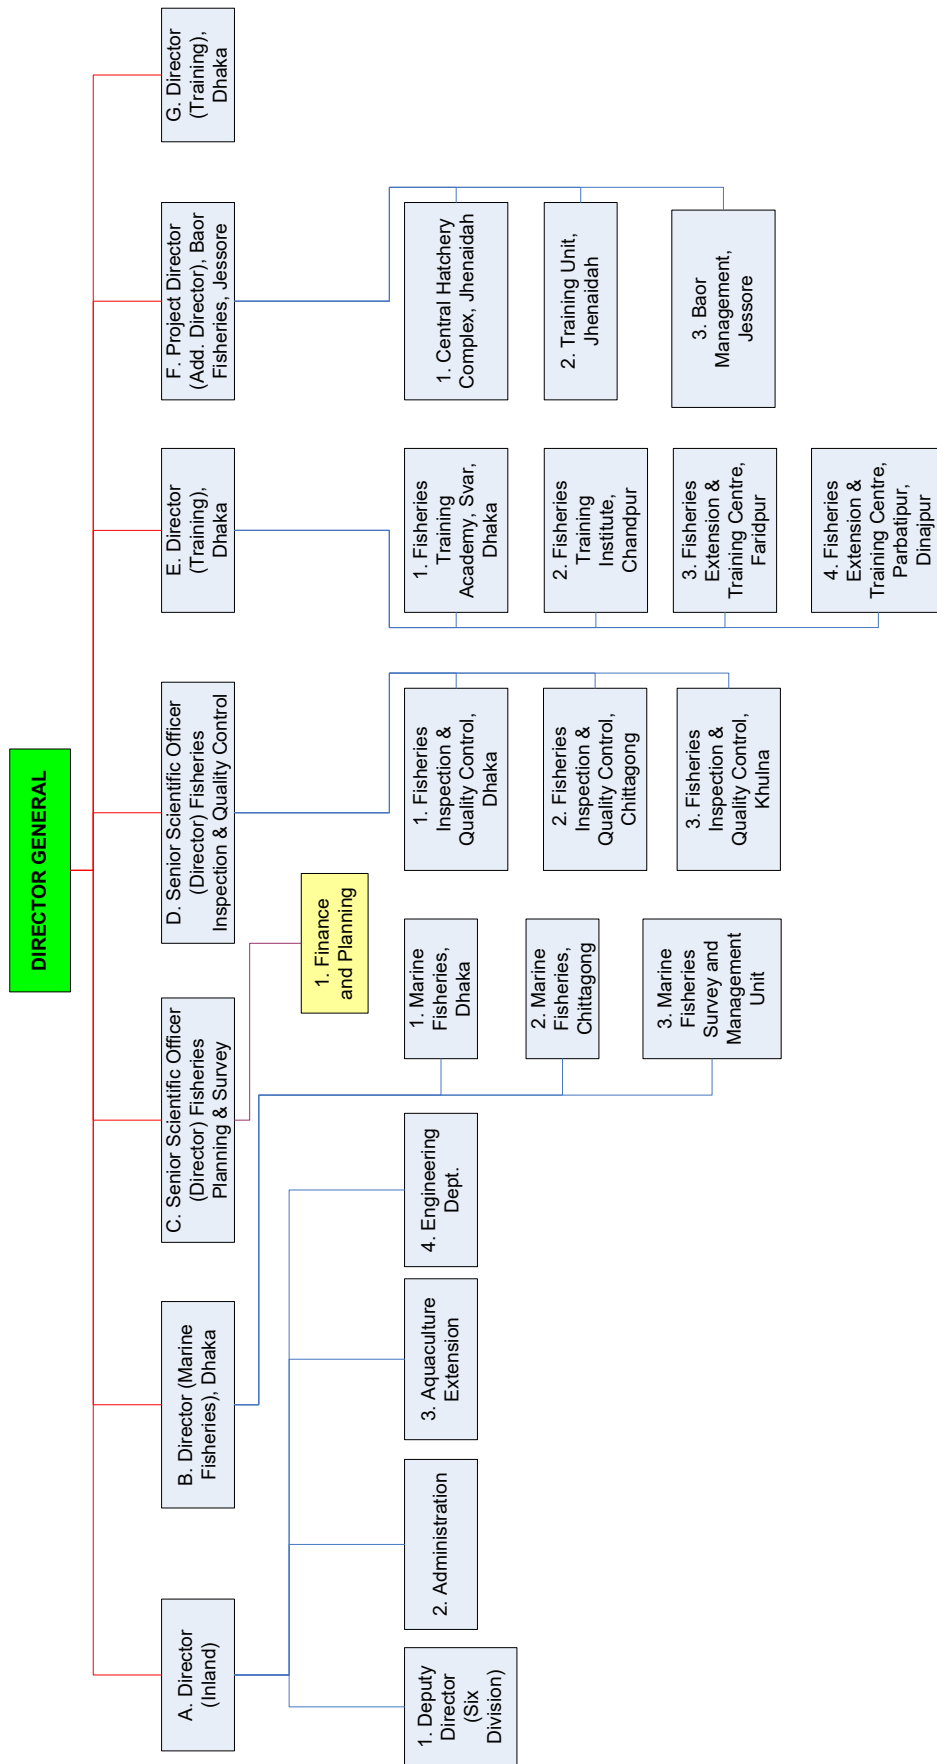 DIRECTOR GENERAL
A. Director
(Inland)
B. Director (Marine
Fisheries), Dhaka
C. Senior Scientific Officer
(Director) Fisheries
Planning & Survey
D. Senior Scientific Officer
(Director) Fisheries
Inspection & Quality Control
E. Director
(Training),
Dhaka
F. Project Director
(Add. Director), Baor
Fisheries, Jessore
G. Director
(Training),
Dhaka
1. Finance
and Planning
1. Deputy
Director
(Six
Division)
2. Administration
3. Aquaculture
Extension
4. Engineering
Dept.
1. Marine
Fisheries,
Dhaka
2. Marine
Fisheries,
Chittagong
3. Marine
Fisheries
Survey and
Management
Unit
1. Fisheries
Inspection &
Quality Control,
Dhaka
2. Fisheries
Inspection &
Quality Control,
Chittagong
3. Fisheries
Inspection &
Quality Control,
Khulna
1. Fisheries
Training
Academy, Svar,
Dhaka
2. Fisheries
Training
Institute,
Chandpur
3. Fisheries
Extension &
Training Centre,
Faridpur
4. Fisheries
Extension &
Training Centre,
Parbatipur,
Dinajpur
1. Central Hatchery
Complex, Jhenaidah
2. Training Unit,
Jhenaidah
3. Baor
Management,
Jessore